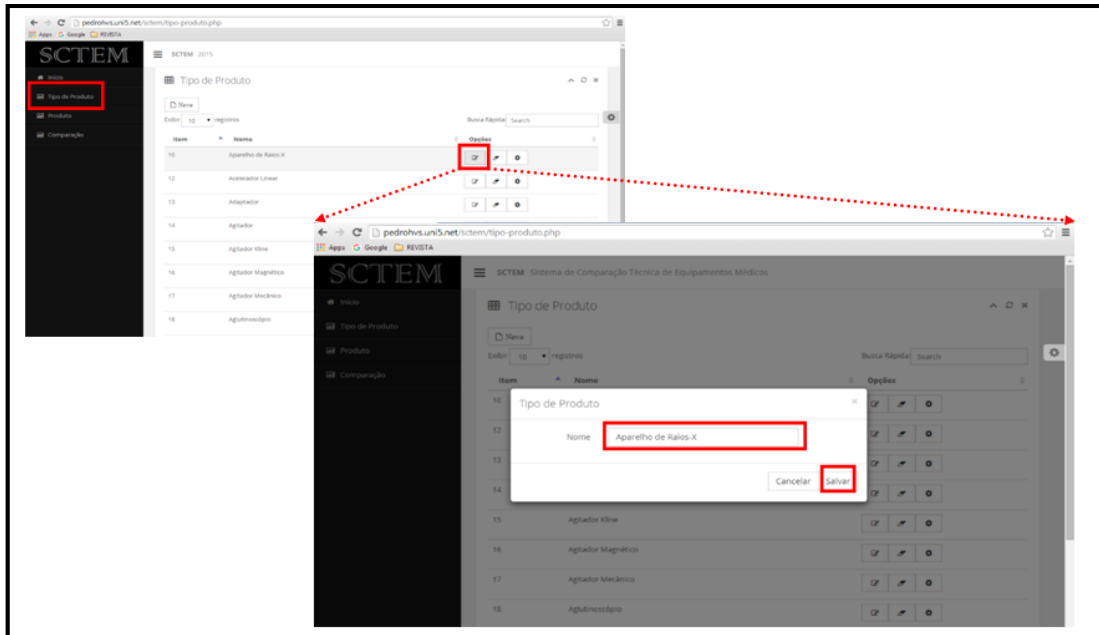 pedrohvs.uni5.net/sctem/tipo-produto.php
Apps Google REVISTA
SCTEM
SCTEM 2015
Início
Tipo de Produto
Produto
Comparação
Tipo de Produto
Novo
Exibir 10 registros
Busca Rápida: Search
Item Nome Opções
10 Aparelho de Raios-X
12 Acelerador Linear
13 Adaptador
14 Agitador
15 Agitador Kline
16 Agitador Magnético
17 Agitador Mecânico
18 Aglutinoscópio
pedrohvs.uni5.net/sctem/tipo-produto.php
Apps Google REVISTA
SCTEM
SCTEM Sistema de Comparação Técnica de Equipamentos Médicos
Início
Tipo de Produto
Produto
Comparação
Tipo de Produto
Novo
Exibir 10 registros
Busca Rápida: Search
Item Nome Opções
10
12
13
14
Tipo de Produto ×
Nome Aparelho de Raios-X
Cancelar Salvar
15 Agitador Kline
16 Agitador Magnético
17 Agitador Mecânico
18 Aglutinoscópio